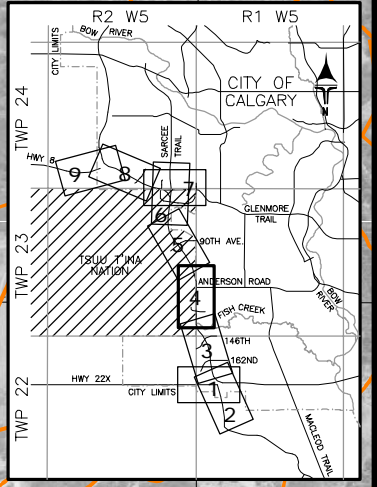 R2 W5
R1 W5
BOW RIVER
CITY LIMITS
CITY OF
CALGARY
N
TWP 24
SARCEE
TRAIL
HWY 8
9
8
7
6
GLENMORE
TRAIL
5
90TH AVE.
TWP 23
TSUU T'INA
NATION
ANDERSON ROAD
4
BOW
RIVER
FISH CREEK
146TH
3
162ND
HWY 22X
1
CITY LIMITS
TWP 22
2
MACLEOD TRAIL